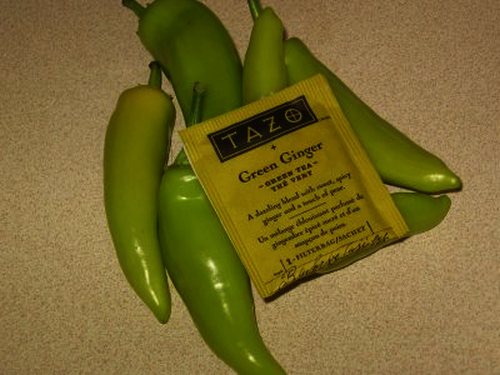 TAZO
Green Ginger
GREEN TEA
THÉ VERT
A dazzling blend with sweet, spicy
ginger and a touch of pear.
Un mélange éblouissant parfumé de
gingembre épicé sucré et d'un
soupçon de poire.
1 - FILTERBAG/SACHET